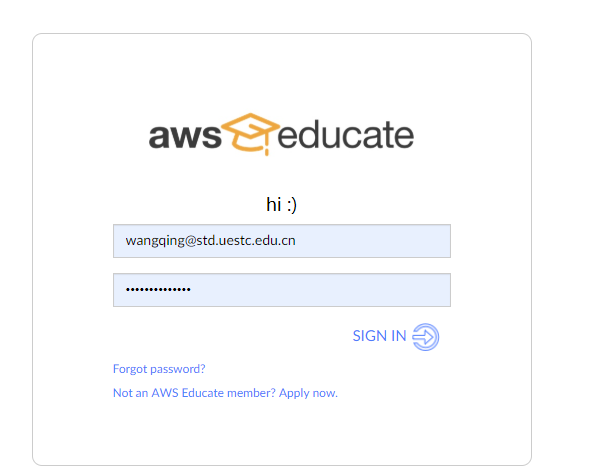 aws educate
hi :)
wangqing@std.uestc.edu.cn
••••••••••••••
SIGN IN
Forgot password?
Not an AWS Educate member? Apply now.